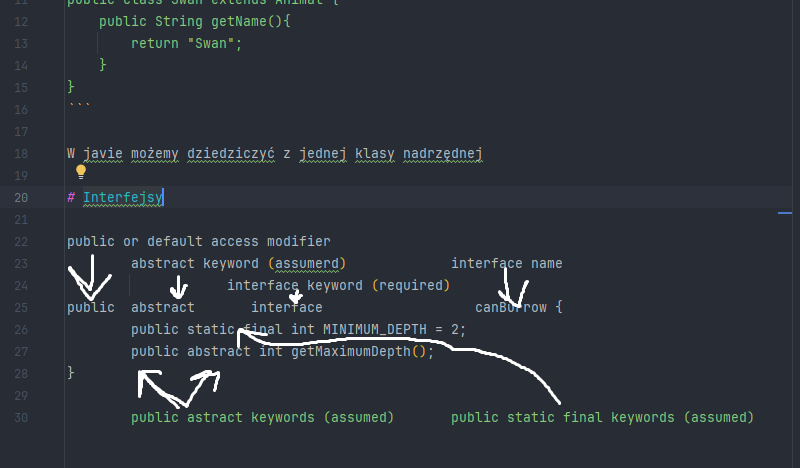 11 public class Swan extends Animal {
12 public String getName(){
13 return "Swan";
14 }
15 }
16 ```
17
18 W javie możemy dziedziczyć z jednej klasy nadrzędnej
19
20 # Interfejsy
21
22 public or default access modifier
23 abstract keyword (assumerd) interface name
24 interface keyword (required)
25 public abstract interface canBurrow {
26 public static final int MINIMUM_DEPTH = 2;
27 public abstract int getMaximumDepth();
28 }
29
30 public astract keywords (assumed) public static final keywords (assumed)